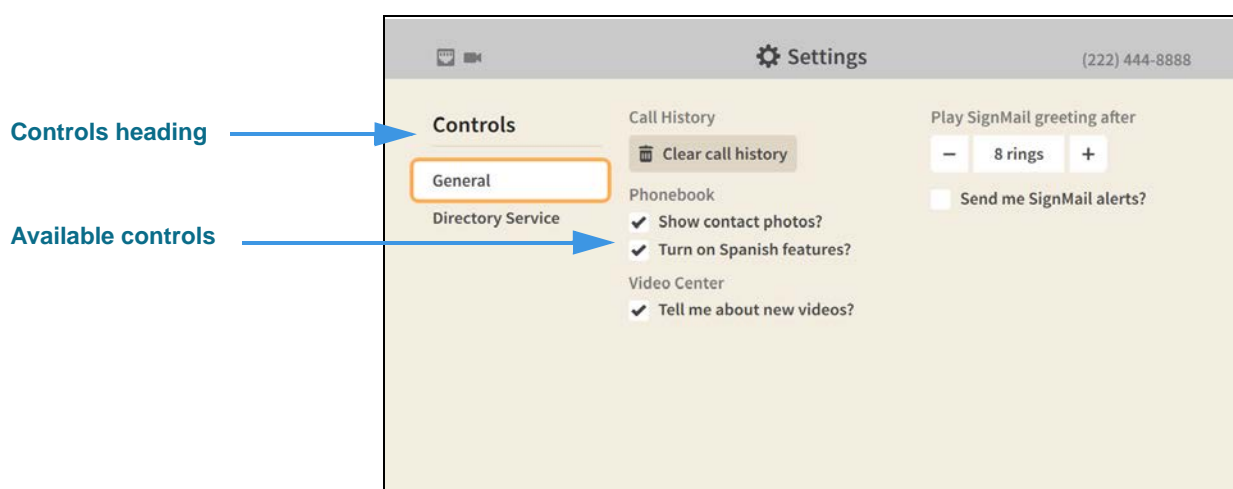 Settings
(222) 444-8888
Controls heading
Controls
General
Directory Service
Available controls
Call History
Clear call history
Phonebook
Show contact photos?
Turn on Spanish features?
Video Center
Tell me about new videos?
Play SignMail greeting after
− 8 rings +
Send me SignMail alerts?